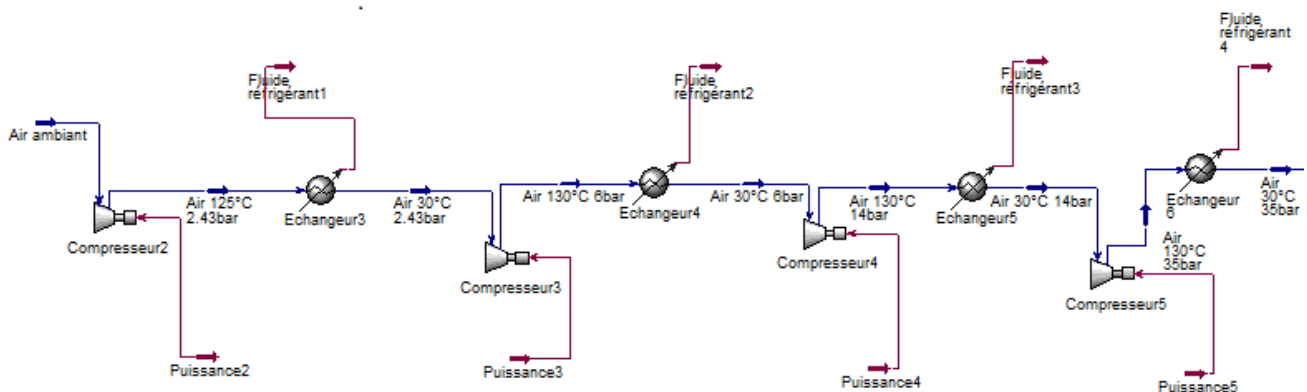 Air ambiant
Compresseur2
Puissance2
Air 125°C
2.43bar
Fluide
réfrigérant1
Echangeur3
Air 30°C
2.43bar
Compresseur3
Puissance3
Air 130°C 6bar
Fluide
réfrigérant2
Echangeur4
Air 30°C 6bar
Compresseur4
Puissance4
Air 130°C
14bar
Fluide
réfrigérant3
Echangeur5
Air 30°C 14bar
Compresseur5
Puissance5
Air
130°C
35bar
Fluide
réfrigérant
4
Echangeur
6
Air
30°C
35bar